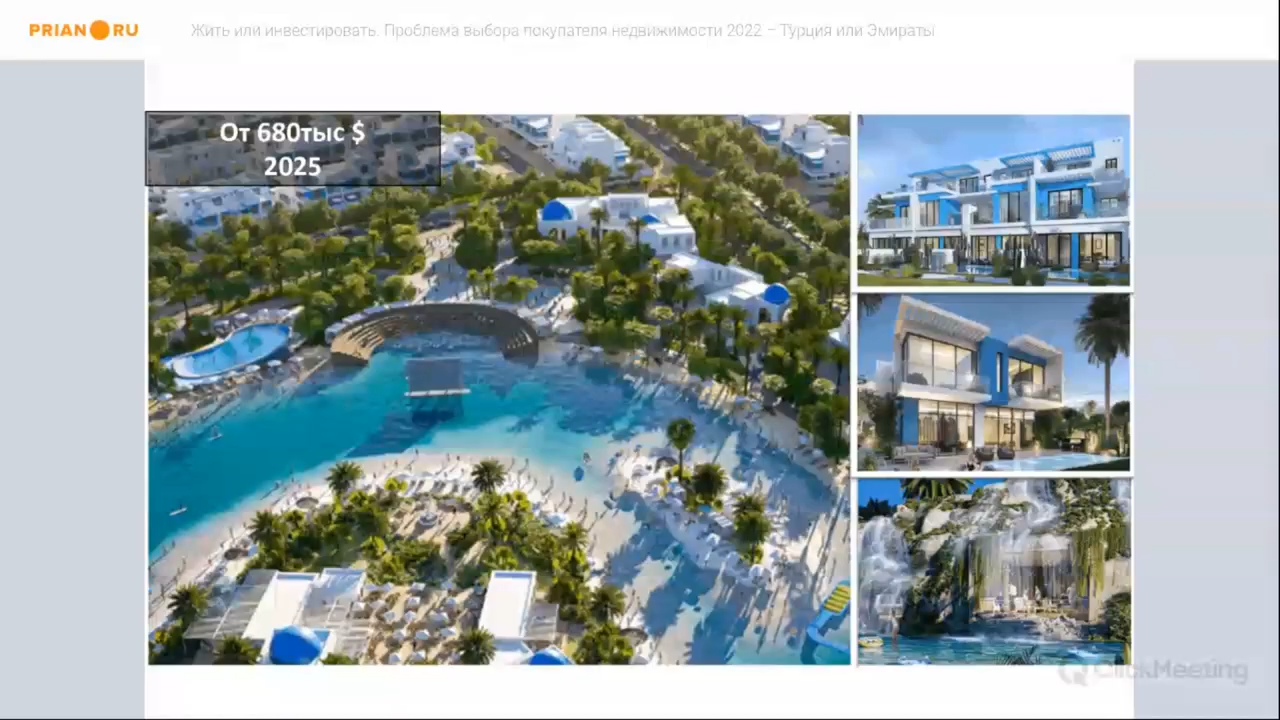 PRIAN RU
Жить или инвестировать. Проблема выбора покупателя недвижимости 2022 – Турция или Эмираты
От 680тыс $
2025
ClickMeeting